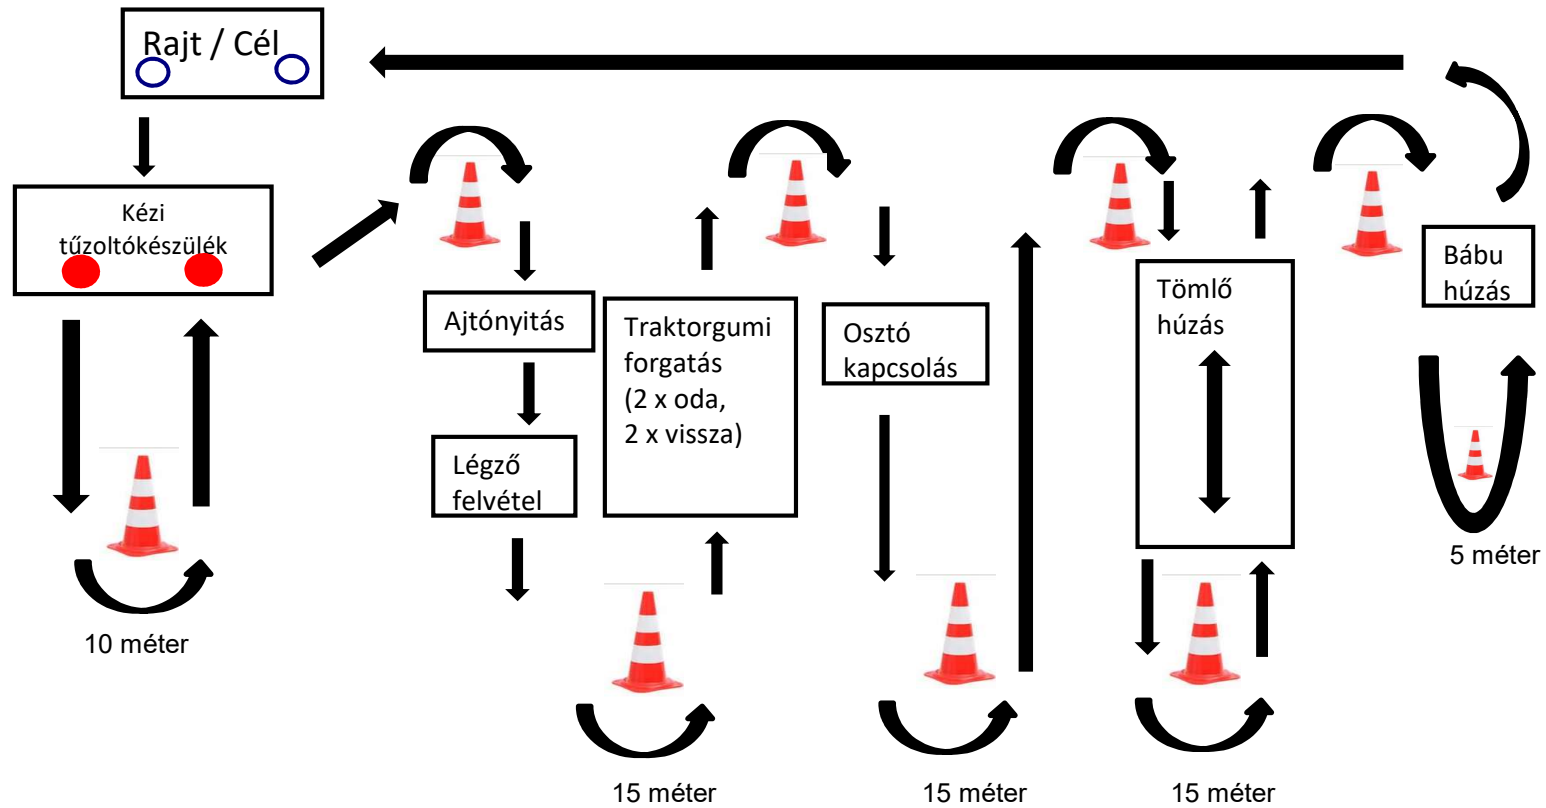 Rajt / Cél
Kézi
tűzoltókészülék
10 méter
Ajtónyitás
Légző
felvétel
Traktorgumi
forgatás
(2 x oda,
2 x vissza)
15 méter
Osztó
kapcsolás
15 méter
Tömlő
húzás
15 méter
Bábu
húzás
5 méter